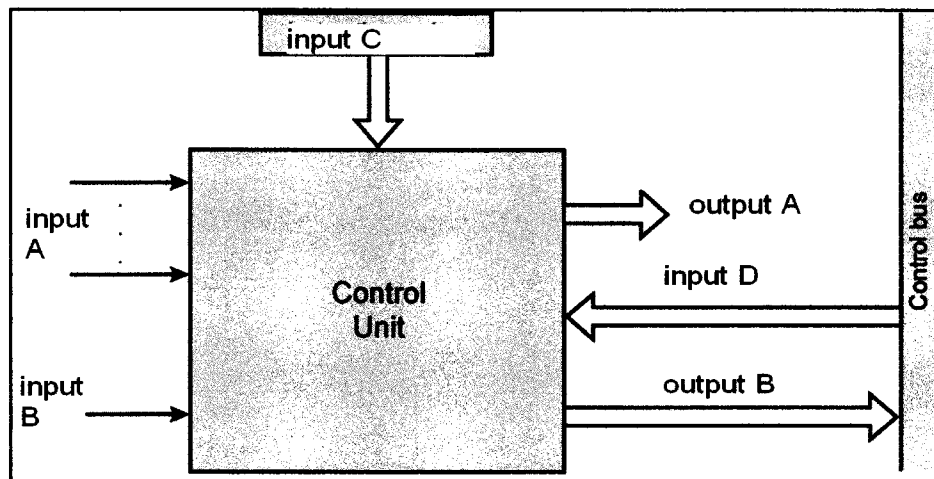 input C
input
A
output A
input D
Control
Unit
input
B
output B
Control bus